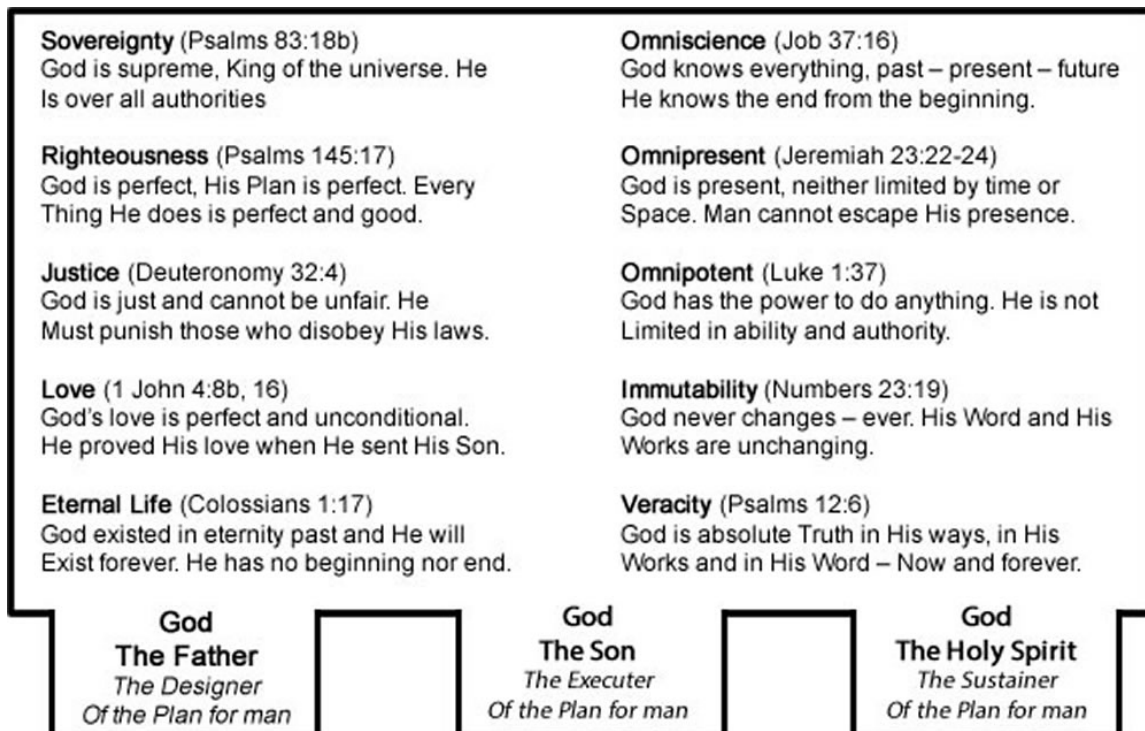 Sovereignty (Psalms 83:18b)
God is supreme, King of the universe. He
Is over all authorities
Righteousness (Psalms 145:17)
God is perfect, His Plan is perfect. Every
Thing He does is perfect and good.
Justice (Deuteronomy 32:4)
God is just and cannot be unfair. He
Must punish those who disobey His laws.
Love (1 John 4:8b, 16)
God's love is perfect and unconditional.
He proved His love when He sent His Son.
Eternal Life (Colossians 1:17)
God existed in eternity past and He will
Exist forever. He has no beginning nor end.
Omniscience (Job 37:16)
God knows everything, past – present – future
He knows the end from the beginning.
Omnipresent (Jeremiah 23:22-24)
God is present, neither limited by time or
Space. Man cannot escape His presence.
Omnipotent (Luke 1:37)
God has the power to do anything. He is not
Limited in ability and authority.
Immutability (Numbers 23:19)
God never changes – ever. His Word and His
Works are unchanging.
Veracity (Psalms 12:6)
God is absolute Truth in His ways, in His
Works and in His Word – Now and forever.
God
The Father
The Designer
Of the Plan for man
God
The Son
The Executer
Of the Plan for man
God
The Holy Spirit
The Sustainer
Of the Plan for man